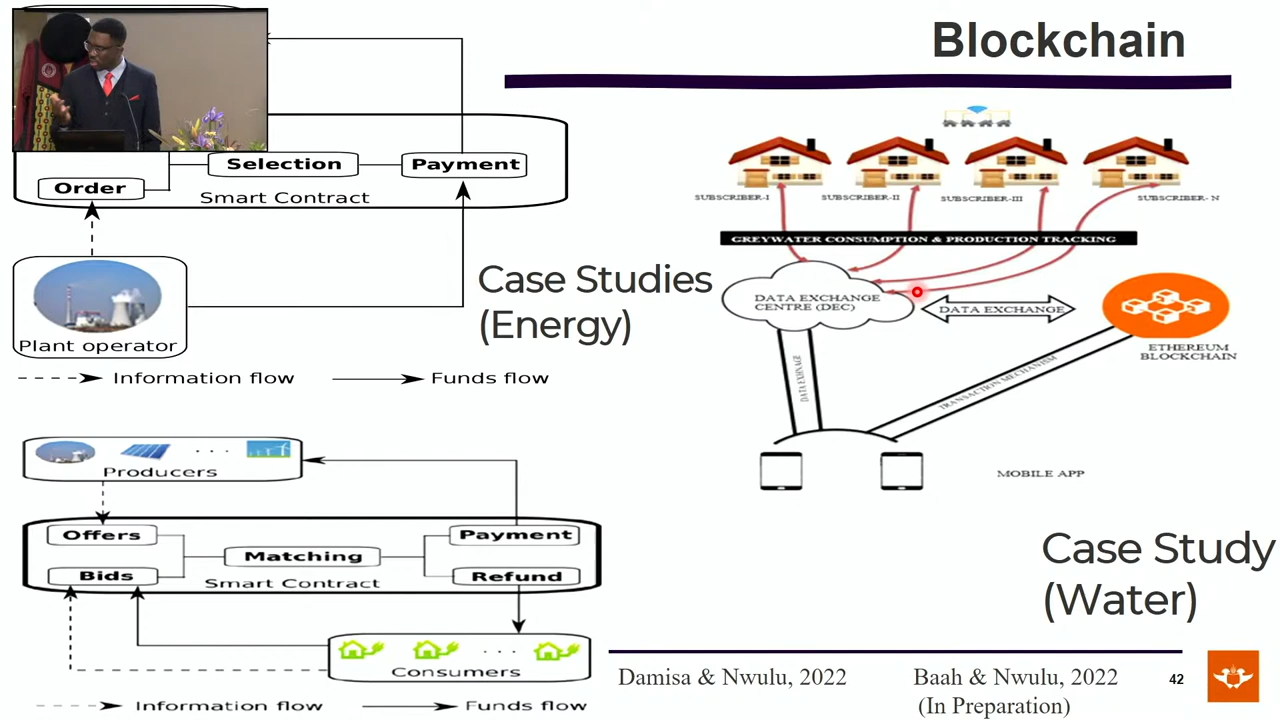 Blockchain
Selection
Payment
Order
Smart Contract
Plant operator
Information flow
Funds flow
Case Studies
(Energy)
Producers
Offers
Payment
Matching
Bids
Smart Contract
Refund
Consumers
Information flow
Funds flow
SUBSCRIBER-I
SUBSCRIBER-II
SUBSCRIBER-III
SUBSCRIBER- N
GREYWATER CONSUMPTION & PRODUCTION TRACKING
DATA EXCHANGE
CENTRE (DEC)
DATA EXCHANGE
ETHEREUM
BLOCKCHAIN
DATA EXHNAGE
TRANSACTION MECHANISM
MOBILE APP
Case Study
(Water)
Damisa & Nwulu, 2022
Baah & Nwulu, 2022
(In Preparation)
42